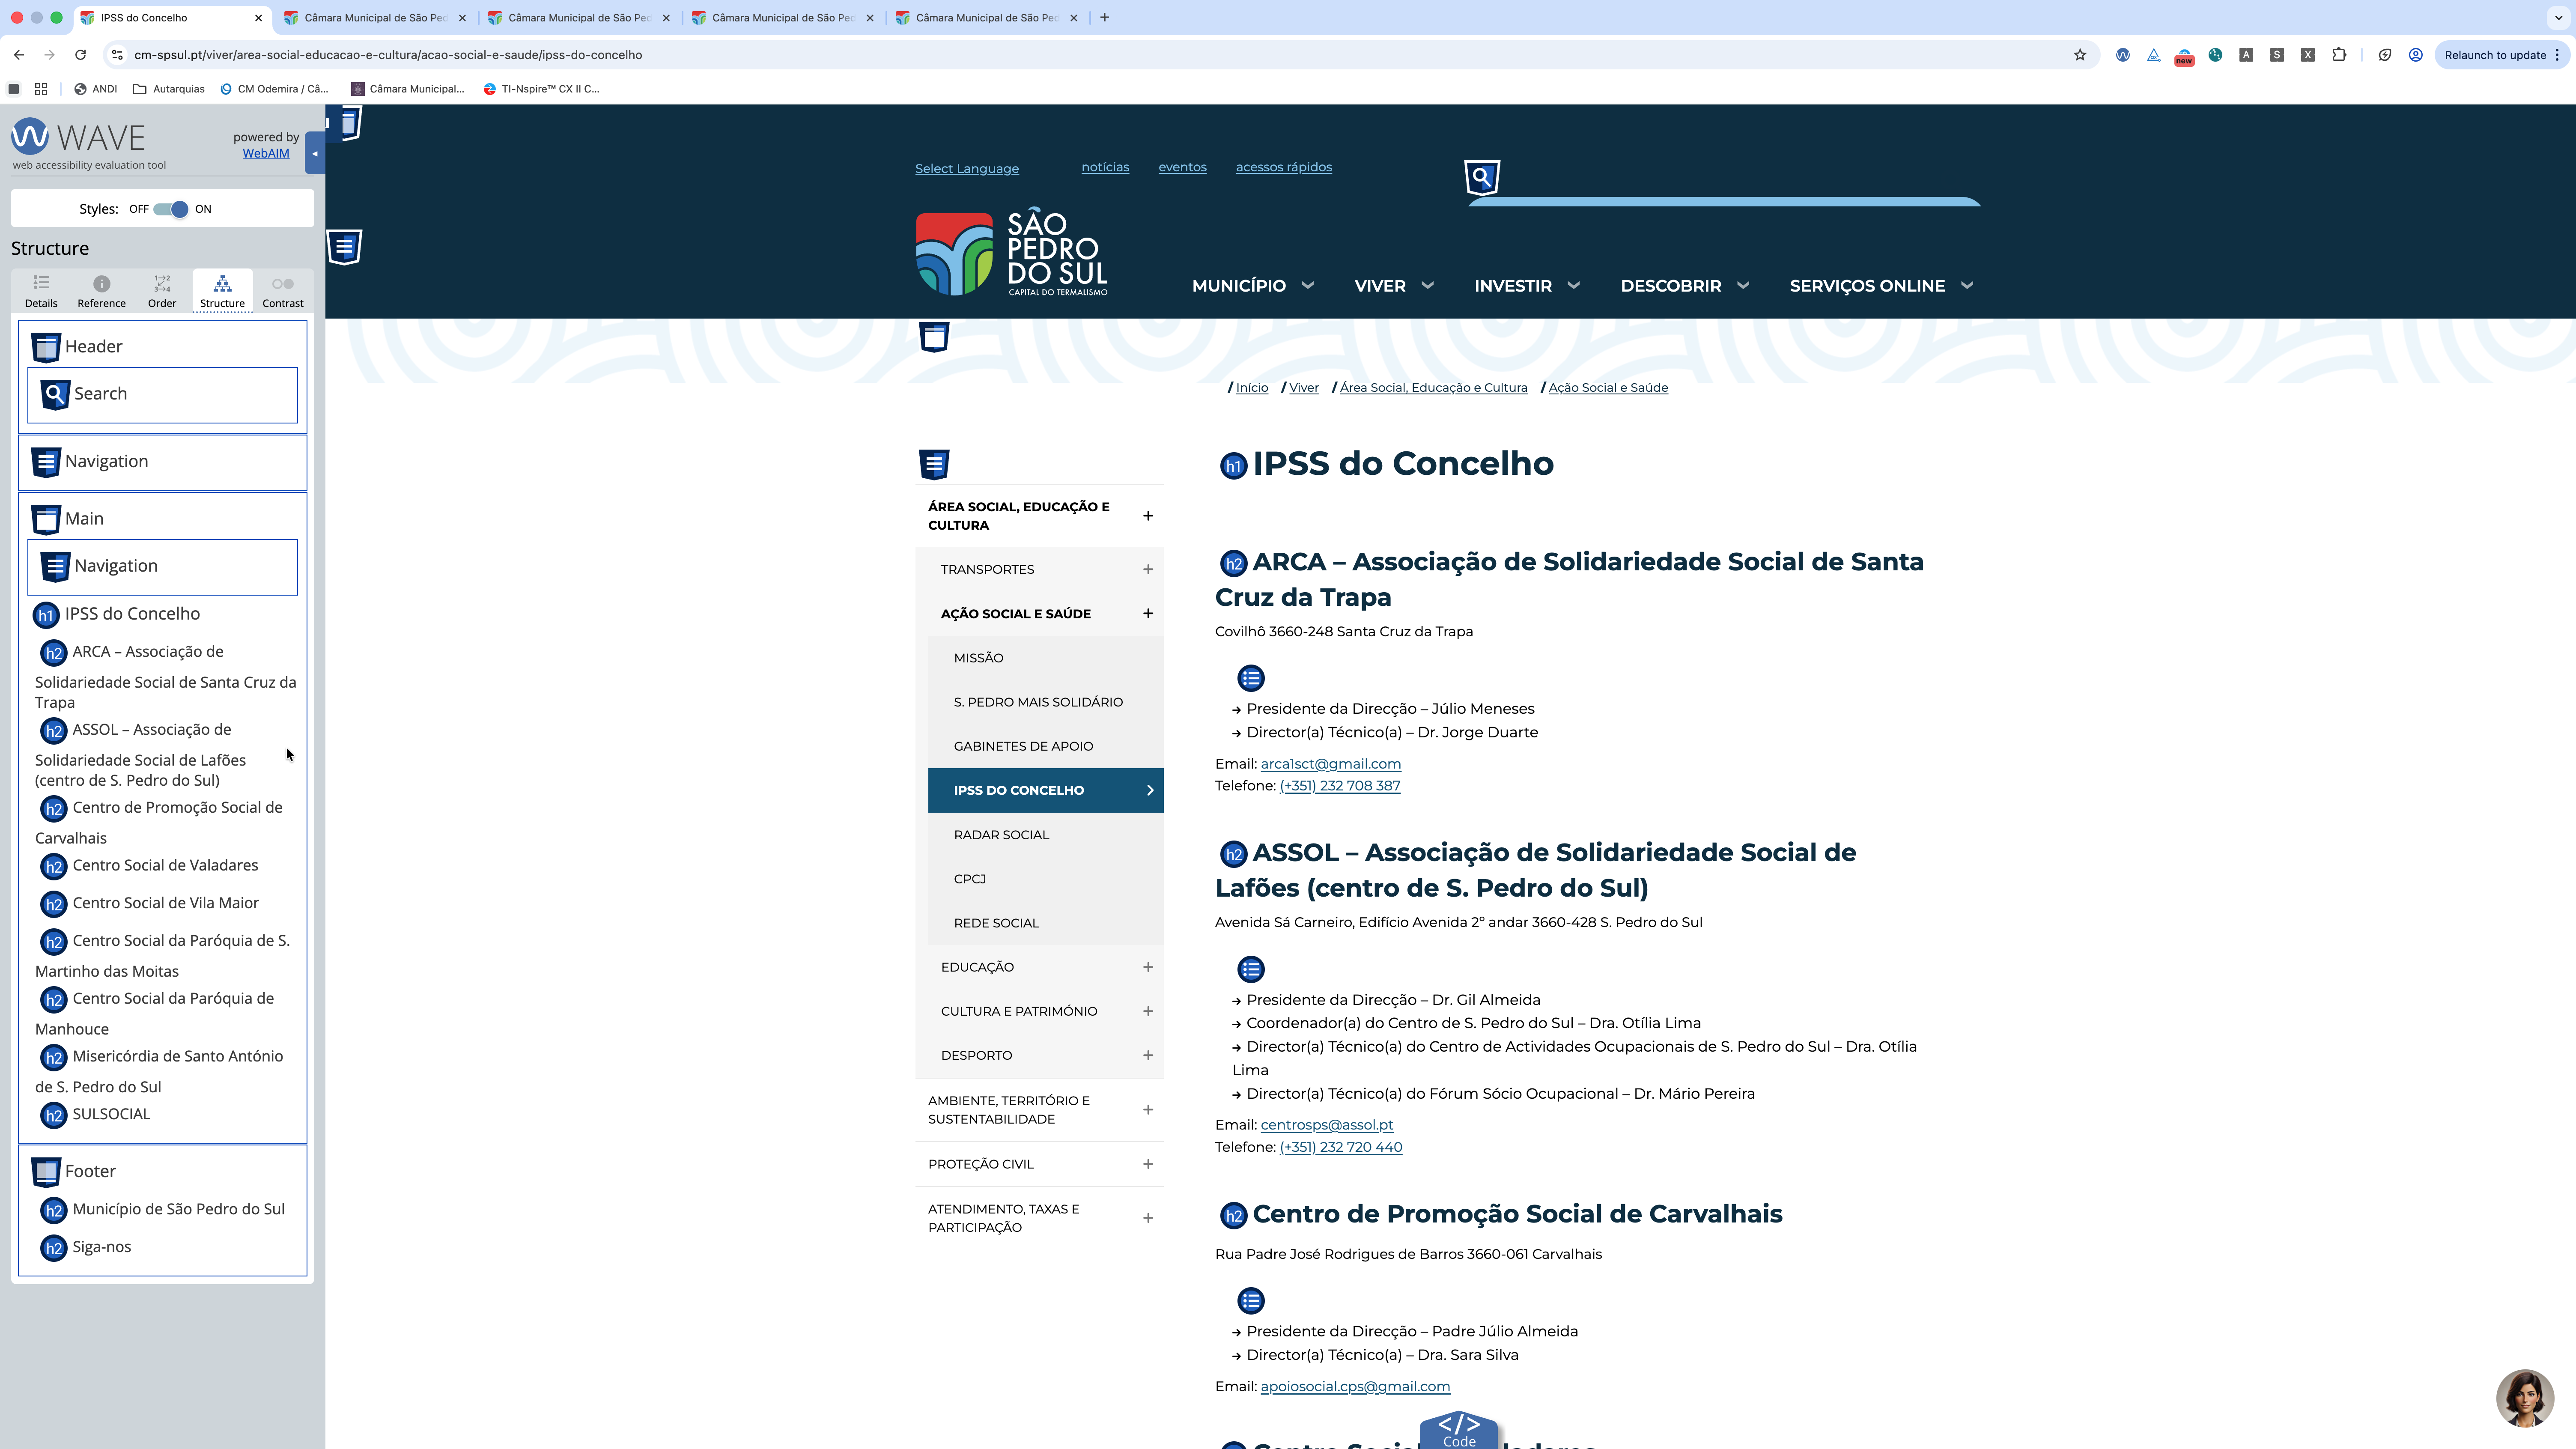 IPSS do Concelho
Câmara Municipal de São Ped
Câmara Municipal de São Ped
Câmara Municipal de São Ped
Câmara Municipal de São Ped
cm-spsul.pt/viver/area-social-educacao-e-cultura/acao-social-e-saude/ipss-do-concelho
new
A
S
X
Relaunch to update
ANDI
Autarquias
CM Odemira / Câ...
Câmara Municipal...
TI-Nspire™ CX II C...
WAVE
web accessibility evaluation tool
powered by
WebAIM
Styles: OFF ON
Structure
Details
Reference
Order
Structure
Contrast
Header
Search
Navigation
Main
Navigation
h1 IPSS do Concelho
h2 ARCA – Associação de
Solidariedade Social de Santa Cruz da
Trapa
h2 ASSOL – Associação de
Solidariedade Social de Lafões
(centro de S. Pedro do Sul)
h2 Centro de Promoção Social de
Carvalhais
h2 Centro Social de Valadares
h2 Centro Social de Vila Maior
h2 Centro Social da Paróquia de S.
Martinho das Moitas
h2 Centro Social da Paróquia de
Manhouce
h2 Misericórdia de Santo António
de S. Pedro do Sul
h2 SULSOCIAL
Footer
h2 Município de São Pedro do Sul
h2 Siga-nos
Select Language
notícias
eventos
acessos rápidos
SÃO
PEDRO
DO SUL
CAPITAL DO TERMALISMO
MUNICÍPIO
VIVER
INVESTIR
DESCOBRIR
SERVIÇOS ONLINE
/ Início / Viver / Área Social, Educação e Cultura / Ação Social e Saúde
ÁREA SOCIAL, EDUCAÇÃO E
CULTURA
TRANSPORTES
AÇÃO SOCIAL E SAÚDE
MISSÃO
S. PEDRO MAIS SOLIDÁRIO
GABINETES DE APOIO
IPSS DO CONCELHO
RADAR SOCIAL
CPCJ
REDE SOCIAL
EDUCAÇÃO
CULTURA E PATRIMÓNIO
DESPORTO
AMBIENTE, TERRITÓRIO E
SUSTENTABILIDADE
PROTEÇÃO CIVIL
ATENDIMENTO, TAXAS E
PARTICIPAÇÃO
h1 IPSS do Concelho
h2 ARCA – Associação de Solidariedade Social de Santa
Cruz da Trapa
Covilhô 3660-248 Santa Cruz da Trapa
→ Presidente da Direcção – Júlio Meneses
→ Director(a) Técnico(a) – Dr. Jorge Duarte
Email: arca1sct@gmail.com
Telefone: (+351) 232 708 387
h2 ASSOL – Associação de Solidariedade Social de
Lafões (centro de S. Pedro do Sul)
Avenida Sá Carneiro, Edifício Avenida 2º andar 3660-428 S. Pedro do Sul
→ Presidente da Direcção – Dr. Gil Almeida
→ Coordenador(a) do Centro de S. Pedro do Sul – Dra. Otília Lima
→ Director(a) Técnico(a) do Centro de Actividades Ocupacionais de S. Pedro do Sul – Dra. Otília
Lima
→ Director(a) Técnico(a) do Fórum Sócio Ocupacional – Dr. Mário Pereira
Email: centrosps@assol.pt
Telefone: (+351) 232 720 440
h2 Centro de Promoção Social de Carvalhais
Rua Padre José Rodrigues de Barros 3660-061 Carvalhais
→ Presidente da Direcção – Padre Júlio Almeida
→ Director(a) Técnico(a) – Dra. Sara Silva
Email: apoiosocial.cps@gmail.com
</> Code